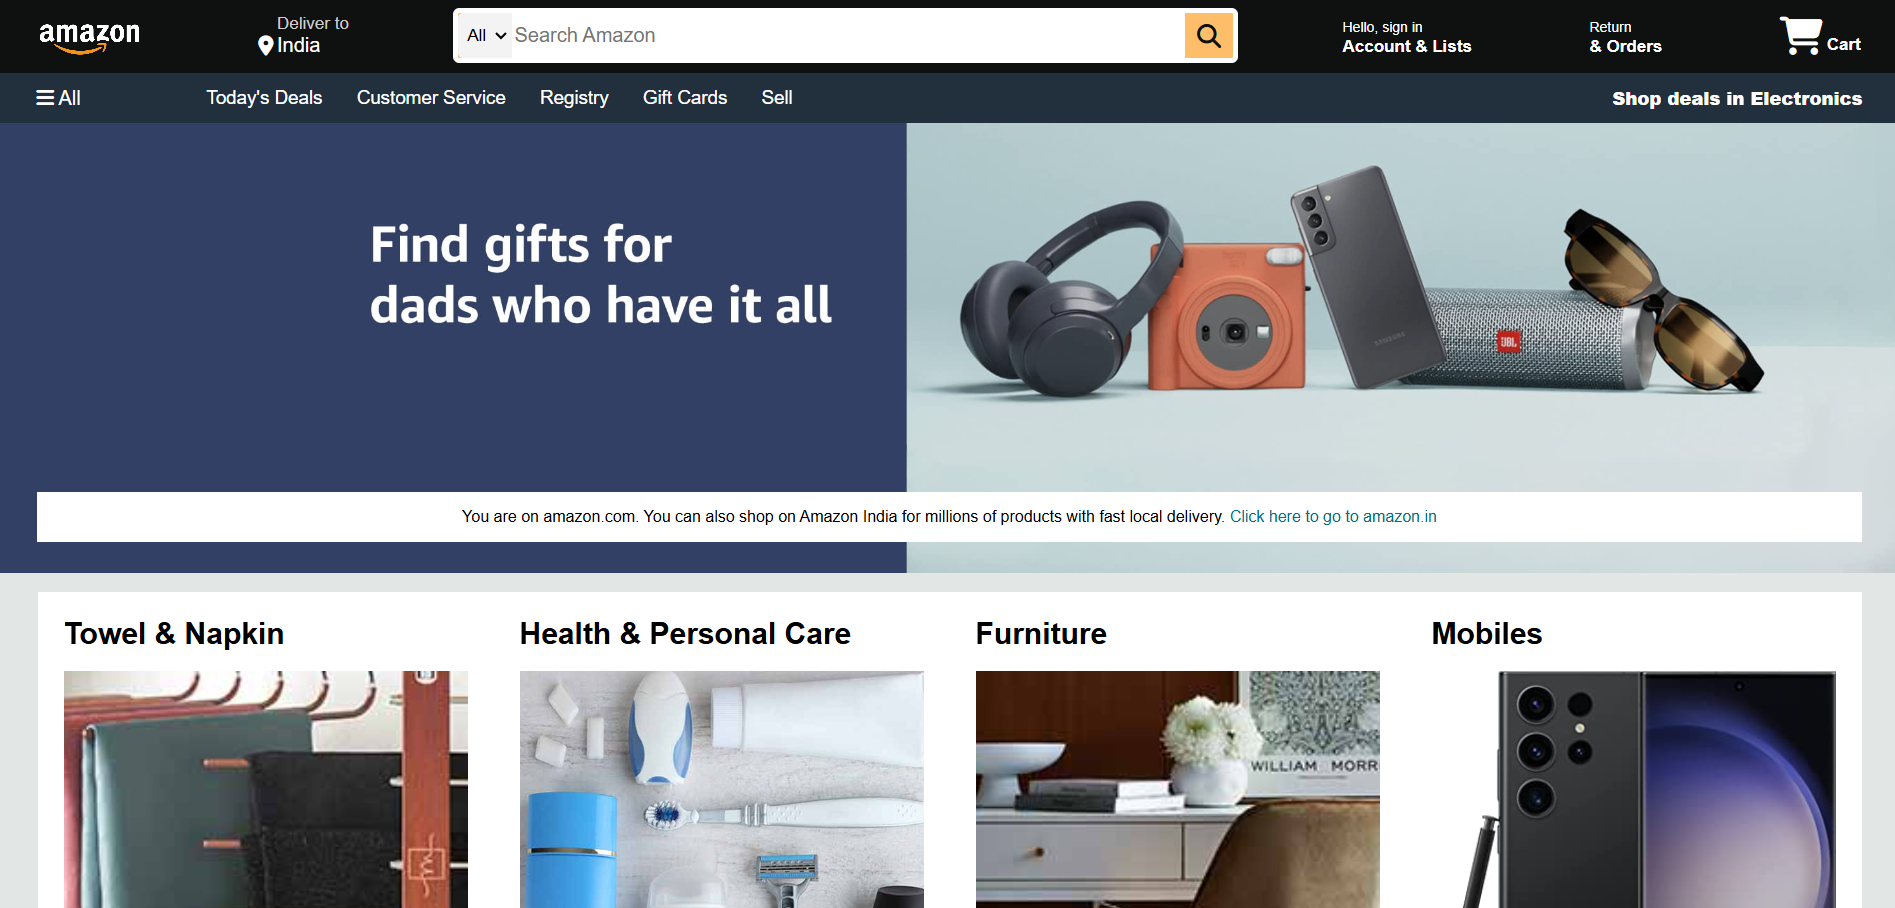 amazon
Deliver to
India
All
Search Amazon
Hello, sign in
Account & Lists
Return
& Orders
Cart
All
Today's Deals
Customer Service
Registry
Gift Cards
Sell
Shop deals in Electronics
Find gifts for
dads who have it all
SAMSUNG
JBL
You are on amazon.com. You can also shop on Amazon India for millions of products with fast local delivery. Click here to go to amazon.in
Towel & Napkin
Health & Personal Care
Furniture
Mobiles
WILLIAM MORR